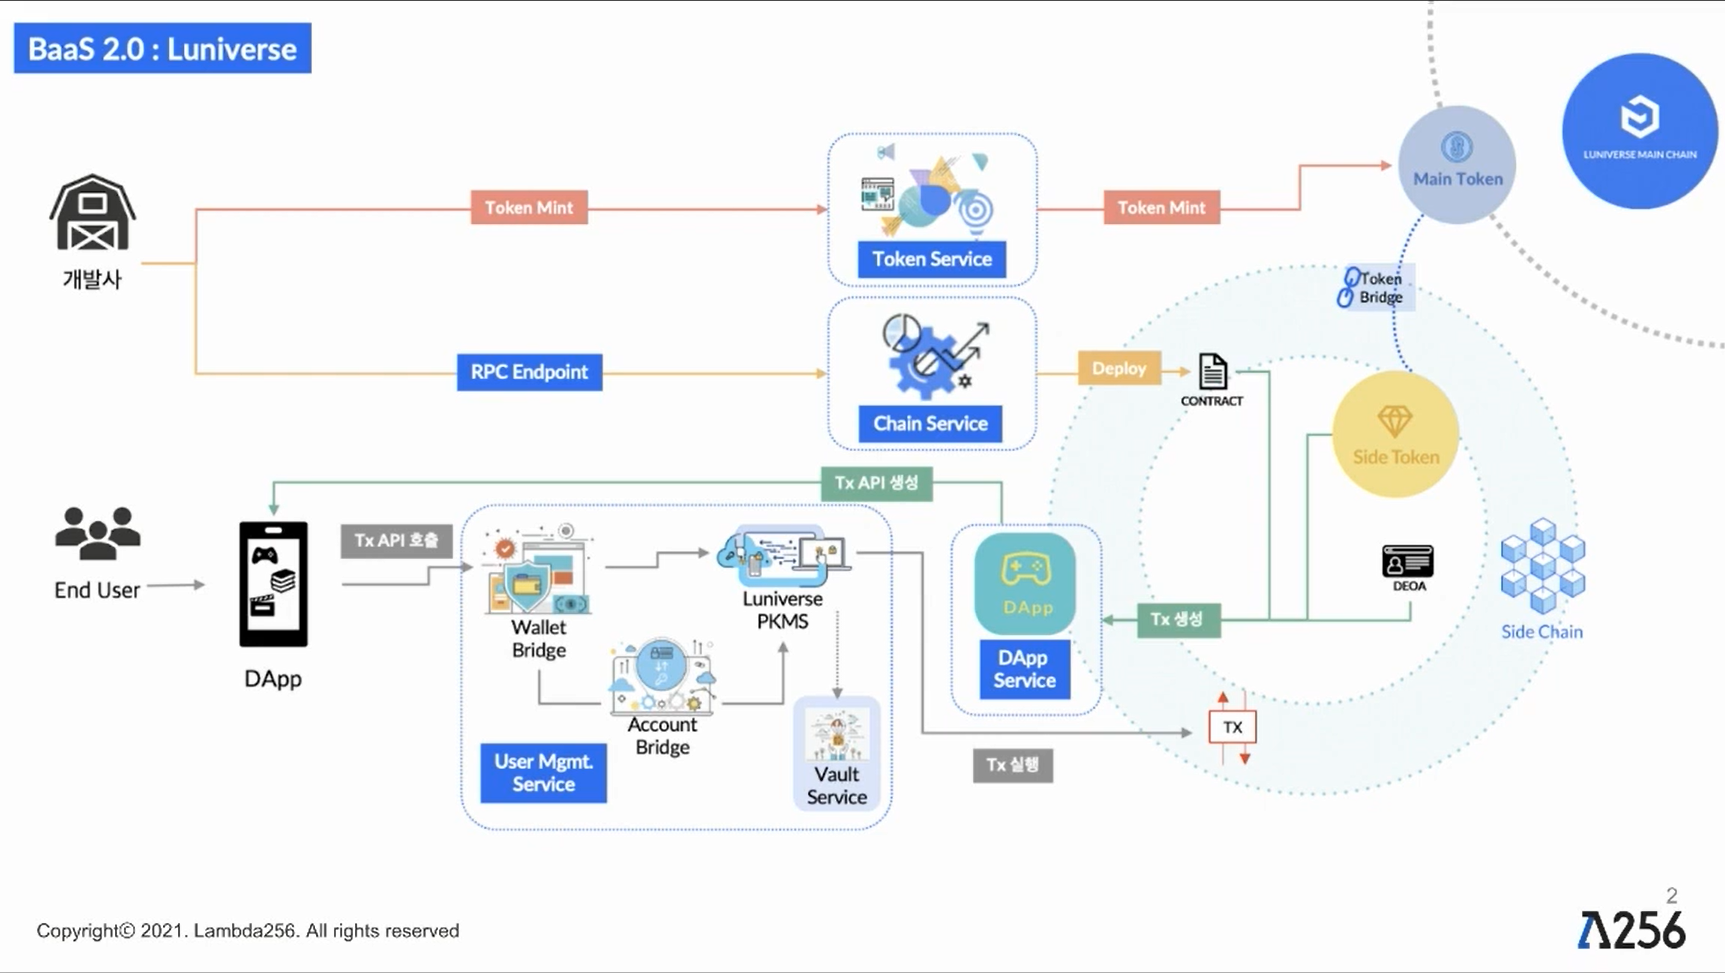 BaaS 2.0 : Luniverse
LUNIVERSE MAIN CHAIN
Main Token
Token Mint
Token Mint
Token Service
개발사
Token
Bridge
RPC Endpoint
Deploy
CONTRACT
Chain Service
Side Token
Tx API 생성
Tx API 호출
End User
DApp
Wallet
Bridge
Luniverse
PKMS
Account
Bridge
User Mgmt.
Service
Vault
Service
DApp
DApp
Service
Tx 생성
DEOA
Side Chain
TX
Tx 실행
2
Copyright© 2021. Lambda256. All rights reserved
Λ256